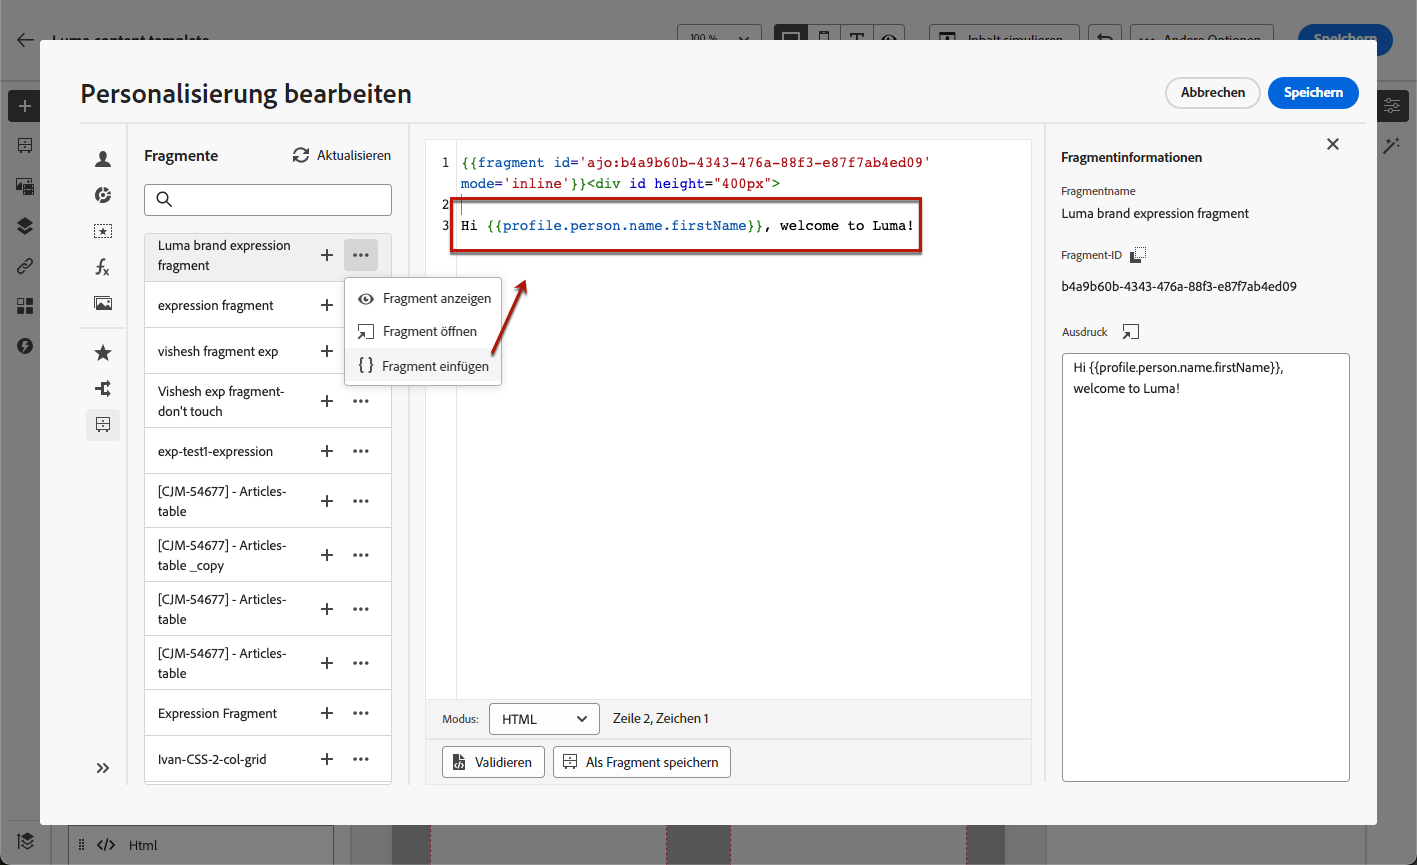 Luma content template
100 %
Inhalt simulieren
Andere Optionen
Speichern
Personalisierung bearbeiten
Abbrechen
Speichern
Fragmente
Aktualisieren
Luma brand expression
fragment
expression fragment
vishesh fragment exp
Vishesh exp fragment-
don't touch
exp-test1-expression
[CJM-54677] - Articles-
table
[CJM-54677] - Articles-
table _copy
[CJM-54677] - Articles-
table
[CJM-54677] - Articles-
table
Expression Fragment
Ivan-CSS-2-col-grid
Fragment anzeigen
Fragment öffnen
{ } Fragment einfügen
1 {{fragment id='ajo:b4a9b60b-4343-476a-88f3-e87f7ab4ed09'
mode='inline'}}<div id height="400px">
2
3 Hi {{profile.person.name.firstName}}, welcome to Luma!
Modus: HTML Zeile 2, Zeichen 1
Validieren
Als Fragment speichern
Fragmentinformationen
Fragmentname
Luma brand expression fragment
Fragment-ID
b4a9b60b-4343-476a-88f3-e87f7ab4ed09
Ausdruck
Hi {{profile.person.name.firstName}},
welcome to Luma!
Html